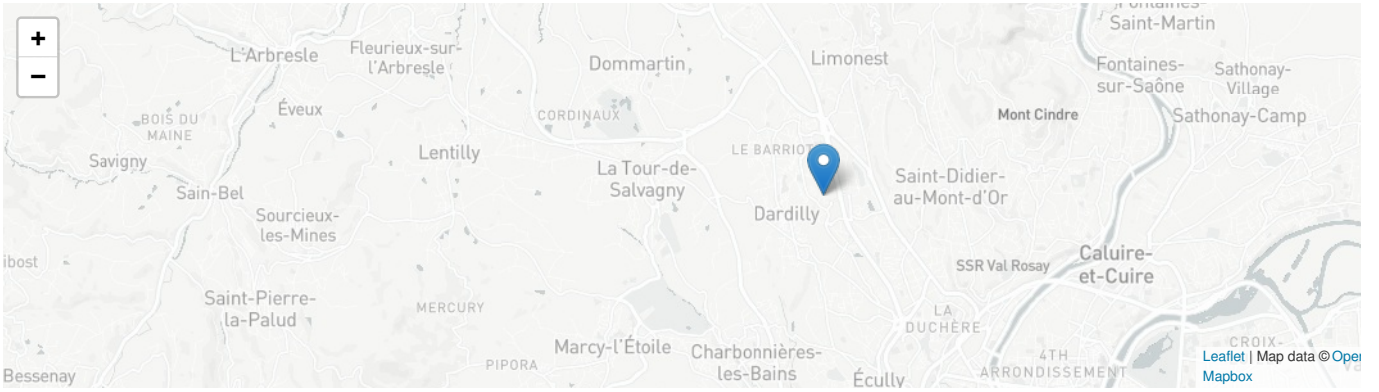 +
−
L'Arbresle
Fleurieux-sur-
l'Arbresle
Dommartin
Limonest
Saint-Martin
Fontaines-
sur-Saône
Sathonay-
Village
BOIS DU
MAINE
Éveux
CORDINAUX
Mont Cindre
Sathonay-Camp
Savigny
Lentilly
LE BARRIOT
La Tour-de-
Salvagny
Saint-Didier-
au-Mont-d'Or
Sain-Bel
Sourcieux-
les-Mines
Dardilly
ibost
SSR Val Rosay
Caluire-
et-Cuire
Saint-Pierre-
la-Palud
MERCURY
LA
DUCHÈRE
Marcy-l'Étoile
Charbonnières-
les-Bains
PIPORA
Écully
4TH
ARRONDISSEMENT
CROIX-
Bessenay
Leaflet | Map data © Oper
Mapbox